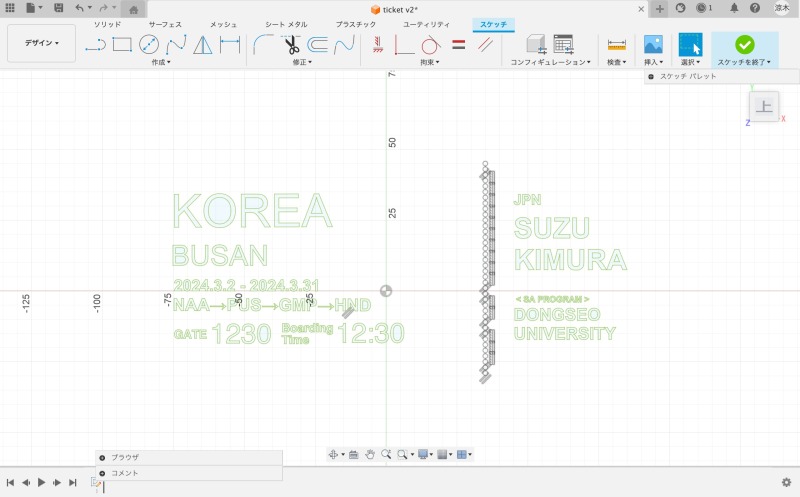 ticket v2*
1
涼木
ソリッド サーフェス メッシュ シート メタル プラスチック ユーティリティ スケッチ
デザイン
作成 修正 拘束 コンフィギュレーション 検査 挿入 選択 スケッチを終了
スケッチ パレット
上
Z X
50
25
-125 -100 -75 -50 -25
KOREA
BUSAN
2024.3.2 - 2024.3.31
NAA→PUS→GMP→HND
GATE 1230 Boarding Time 12:30
JPN
SUZU
KIMURA
< SA PROGRAM >
DONGSEO
UNIVERSITY
ブラウザ
コメント